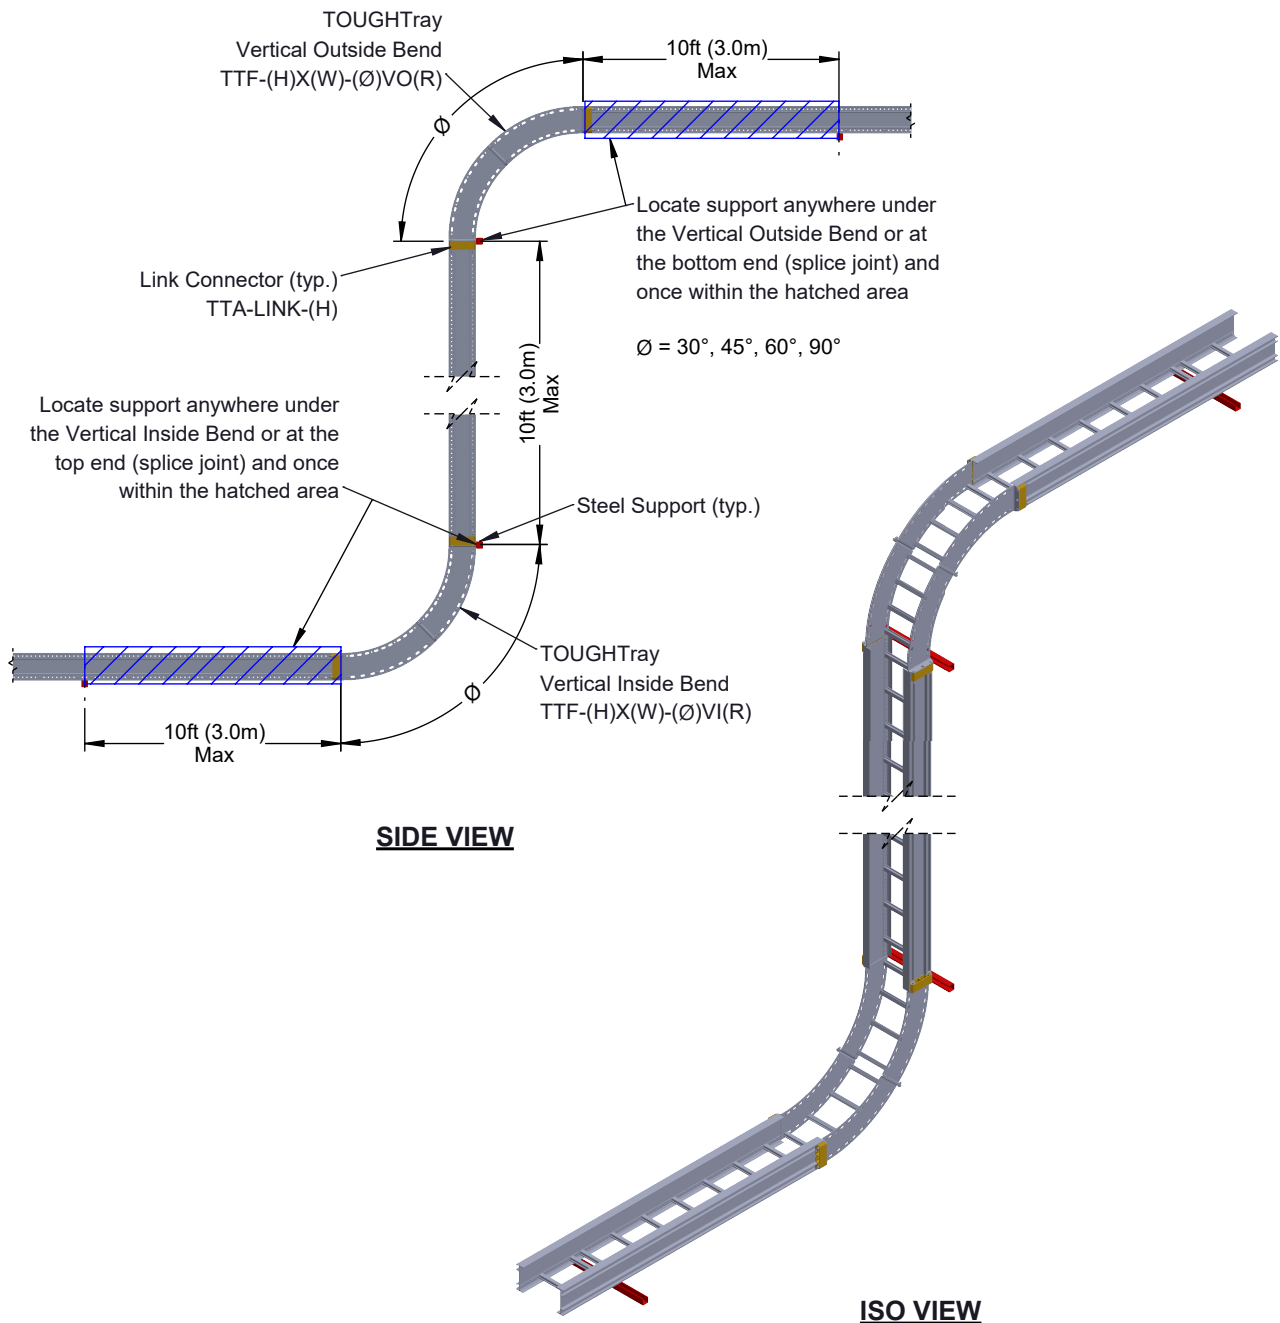 TOUGHTray
Vertical Outside Bend
TTF-(H)X(W)-(Ø)VO(R)
10ft (3.0m)
Max
Ø
Locate support anywhere under
the Vertical Outside Bend or at
the bottom end (splice joint) and
once within the hatched area
Ø = 30°, 45°, 60°, 90°
Link Connector (typ.)
TTA-LINK-(H)
10ft (3.0m)
Max
Locate support anywhere under
the Vertical Inside Bend or at the
top end (splice joint) and once
within the hatched area
Steel Support (typ.)
TOUGHTray
Vertical Inside Bend
TTF-(H)X(W)-(Ø)VI(R)
Ø
10ft (3.0m)
Max
SIDE VIEW
ISO VIEW